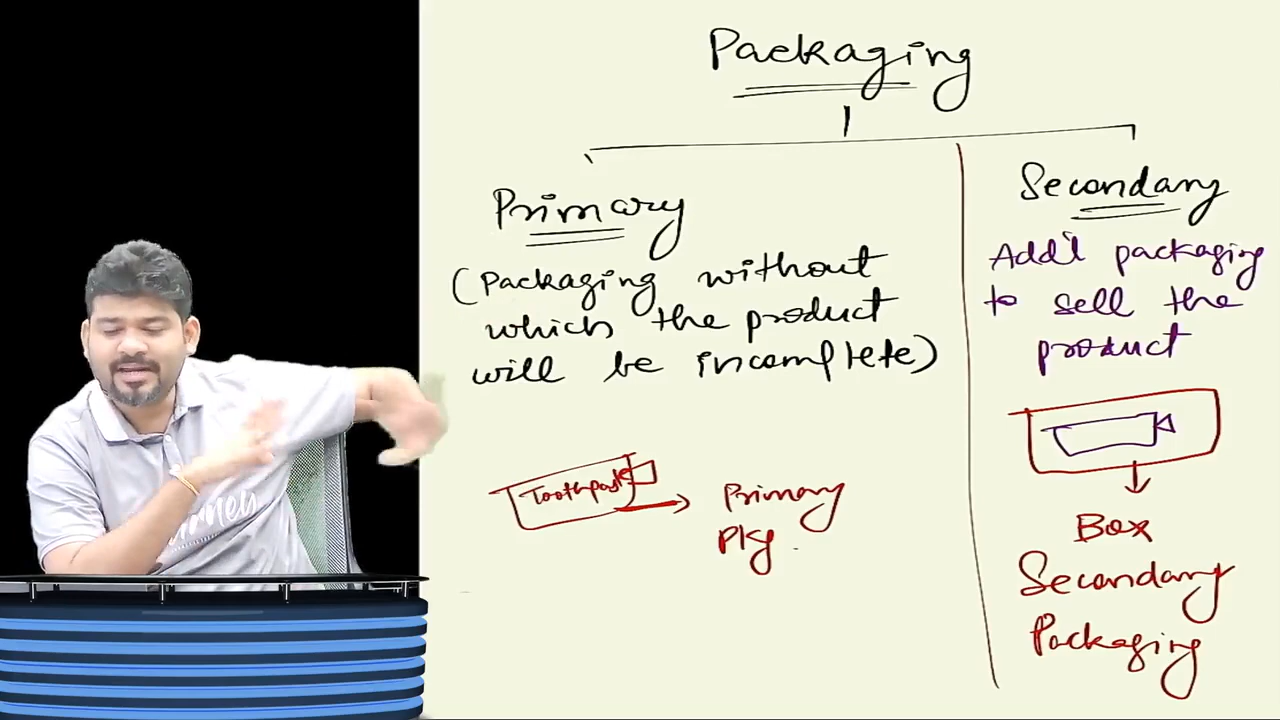 Packaging
Primary
(Packaging without
which the product
will be incomplete)
Toothpaste
Primary
Pkg.
Secondary
Add'l packaging
to sell the
product
Box
Secondary
Packaging